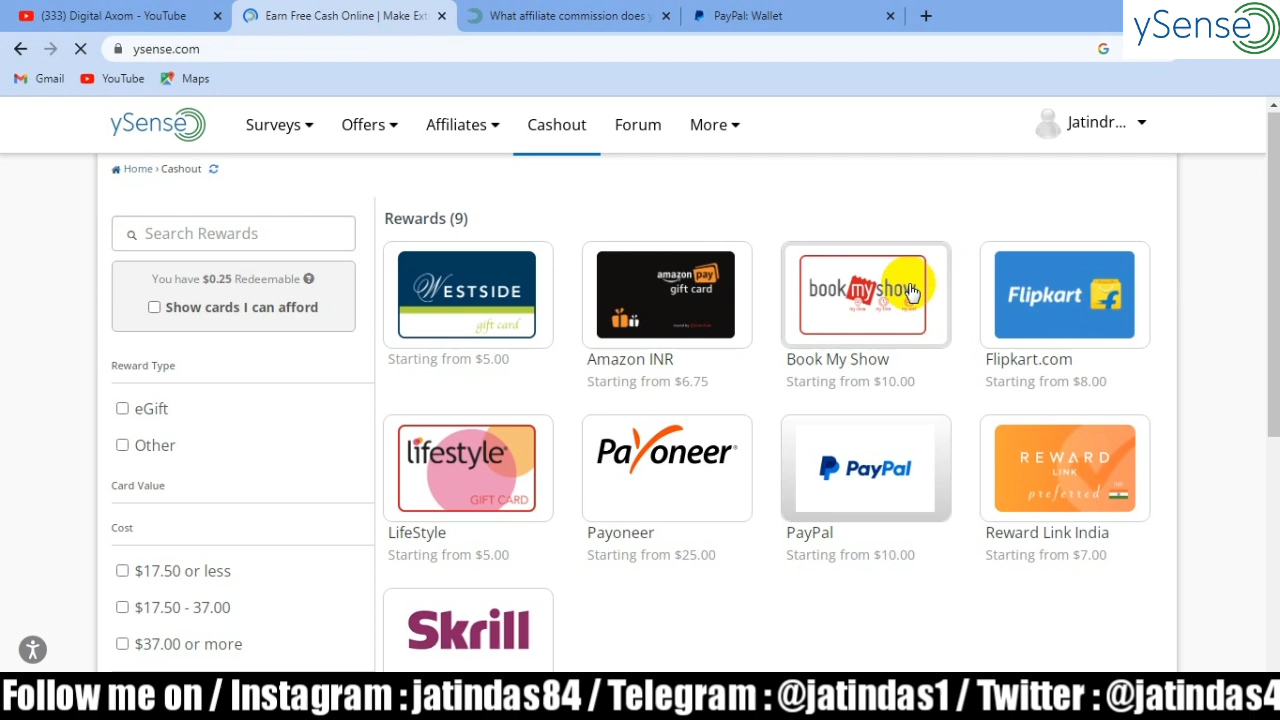 (333) Digital Axom - YouTube
Earn Free Cash Online | Make Ext
What affiliate commission does y
PayPal: Wallet
ySense
ysense.com
Gmail
YouTube
Maps
ySense
Surveys
Offers
Affiliates
Cashout
Forum
More
Jatindr...
Home › Cashout
Search Rewards
You have $0.25 Redeemable
Show cards I can afford
Reward Type
eGift
Other
Card Value
Cost
$17.50 or less
$17.50 - 37.00
$37.00 or more
Rewards (9)
WESTSIDE
gift card
Starting from $5.00
amazon pay
gift card
Amazon INR
Starting from $6.75
book my show
Book My Show
Starting from $10.00
Flipkart
Flipkart.com
Starting from $8.00
lifestyle
GIFT CARD
LifeStyle
Starting from $5.00
Payoneer
Payoneer
Starting from $25.00
PayPal
PayPal
Starting from $10.00
REWARD
LINK
preferred
Reward Link India
Starting from $7.00
Skrill
Follow me on / Instagram : jatindas84 / Telegram : @jatindas1 / Twitter : @jatindas4